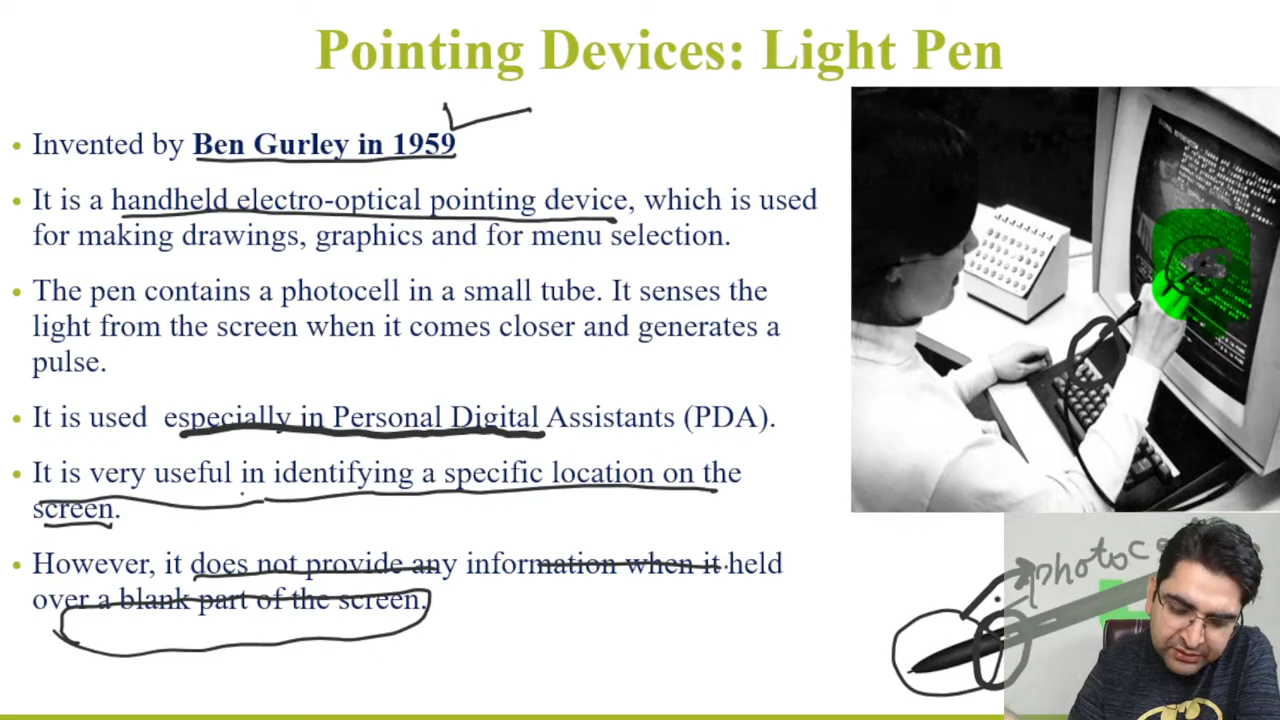 Pointing Devices: Light Pen
• Invented by Ben Gurley in 1959
• It is a handheld electro-optical pointing device, which is used
for making drawings, graphics and for menu selection.
• The pen contains a photocell in a small tube. It senses the
light from the screen when it comes closer and generates a
pulse.
• It is used especially in Personal Digital Assistants (PDA).
• It is very useful in identifying a specific location on the
screen.
• However, it does not provide any information when it held
over a blank part of the screen.